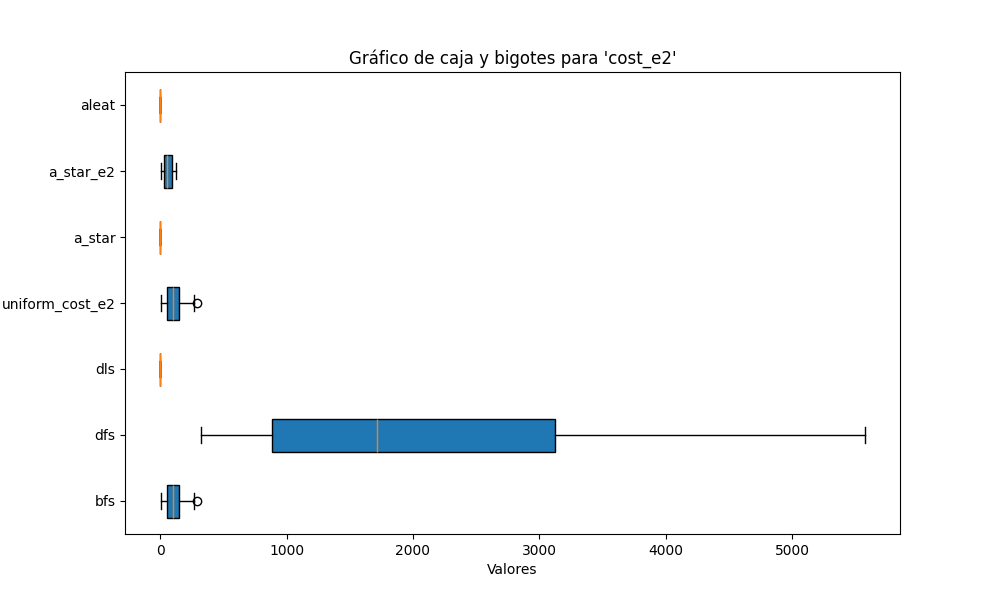 Gráfico de caja y bigotes para 'cost_e2'
aleat
a_star_e2
a_star
uniform_cost_e2
dls
dfs
bfs
0 1000 2000 3000 4000 5000
Valores